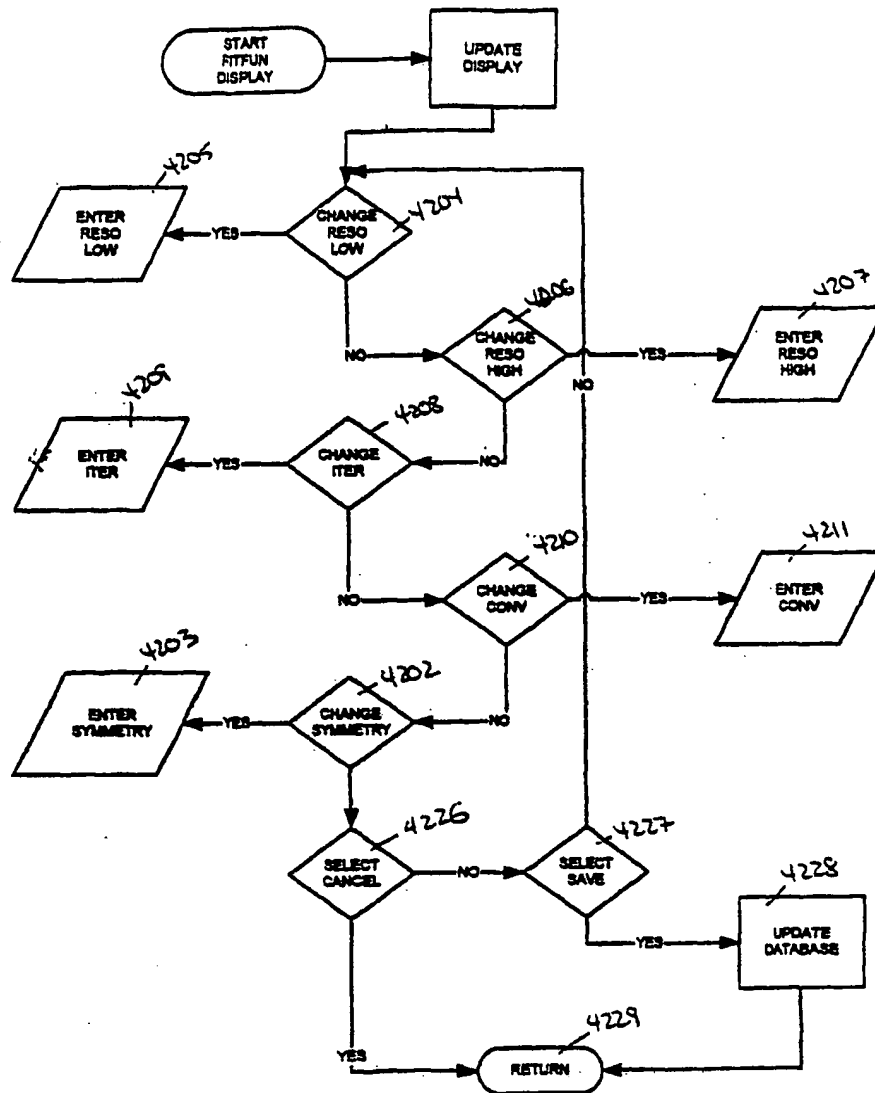 START
FITFUN
DISPLAY
UPDATE
DISPLAY
4205
ENTER
RESO
LOW
YES
CHANGE
RESO
LOW
4204
NO
4206
CHANGE
RESO
HIGH
YES
4207
ENTER
RESO
HIGH
NO
4209
ENTER
ITER
YES
4208
CHANGE
ITER
NO
NO
4210
CHANGE
CONV
YES
4211
ENTER
CONV
4203
ENTER
SYMMETRY
YES
4202
CHANGE
SYMMETRY
NO
4226
SELECT
CANCEL
NO
4227
SELECT
SAVE
YES
4228
UPDATE
DATABASE
YES
4229
RETURN